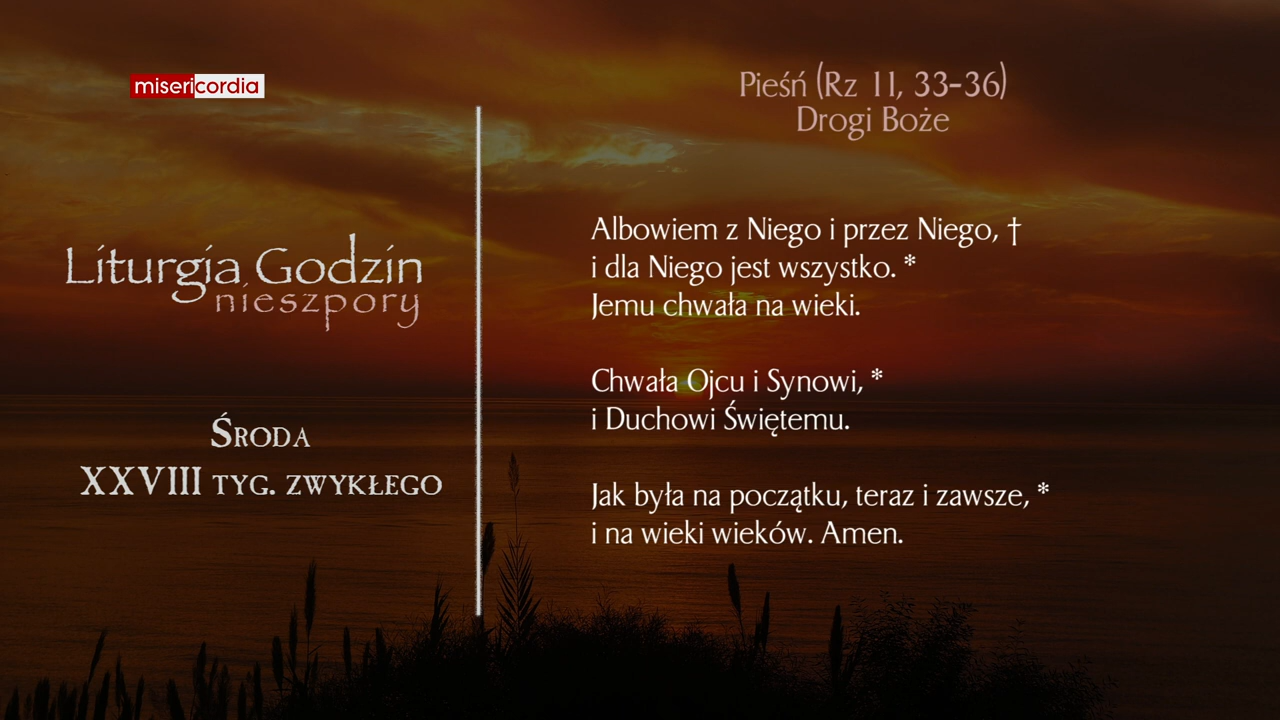 misericordia
Liturgia Godzin
nieszpory
Środa
XXVIII tyg. zwykłego
Pieśń (Rz 11, 33-36)
Drogi Boże
Albowiem z Niego i przez Niego, †
i dla Niego jest wszystko. *
Jemu chwała na wieki.
Chwała Ojcu i Synowi, *
i Duchowi Świętemu.
Jak była na początku, teraz i zawsze, *
i na wieki wieków. Amen.